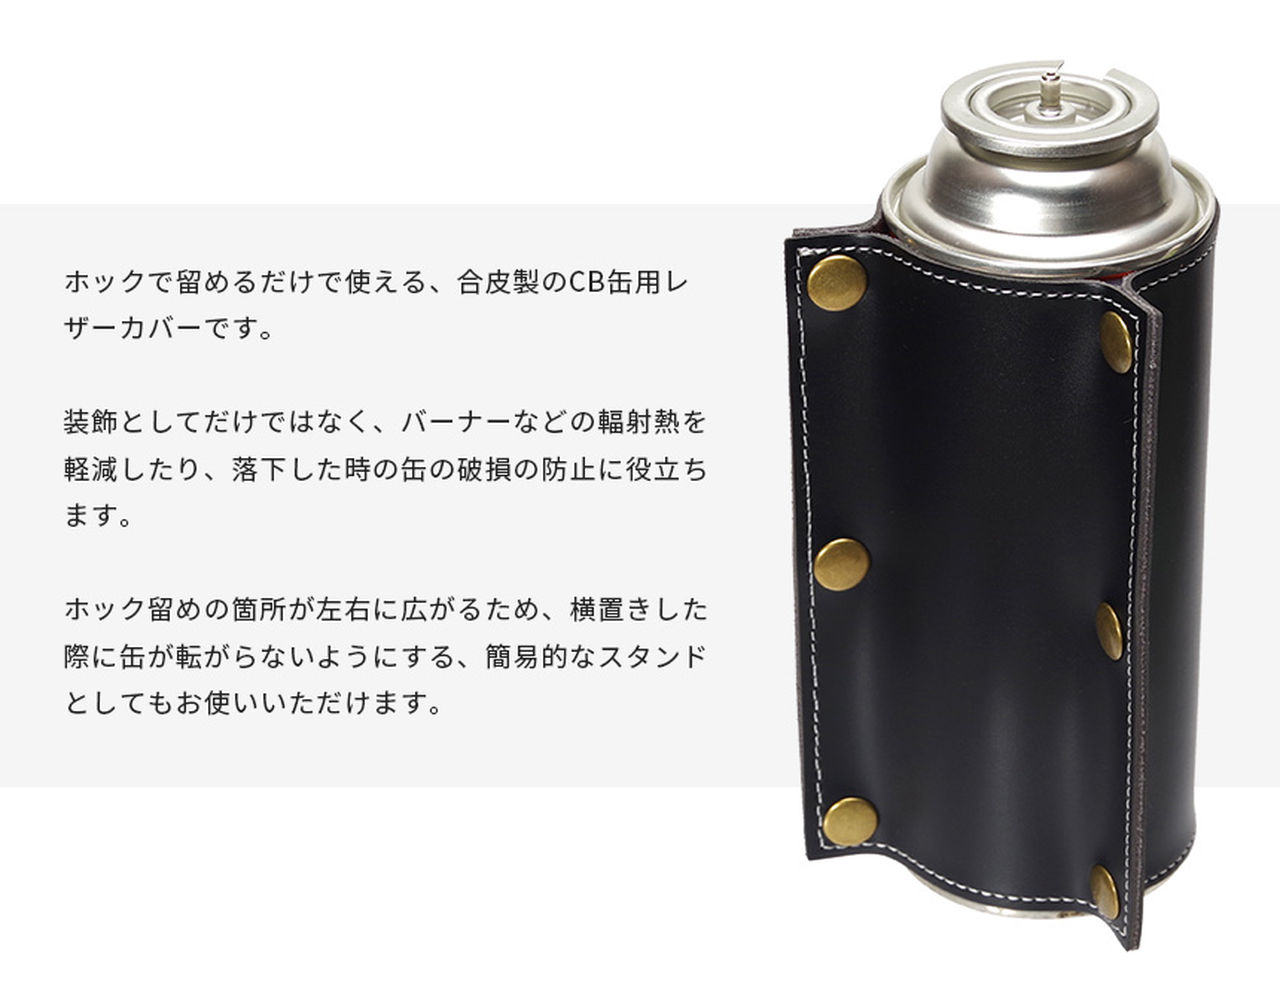 ホックで留めるだけで使える、合皮製のCB缶用レ
ザーカバーです。
装飾としてだけではなく、バーナーなどの輻射熱を
軽減したり、落下した時の缶の破損の防止に役立ち
ます。
ホック留めの箇所が左右に広がるため、横置きした
際に缶が転がらないようにする、簡易的なスタンド
としてもお使いいただけます。